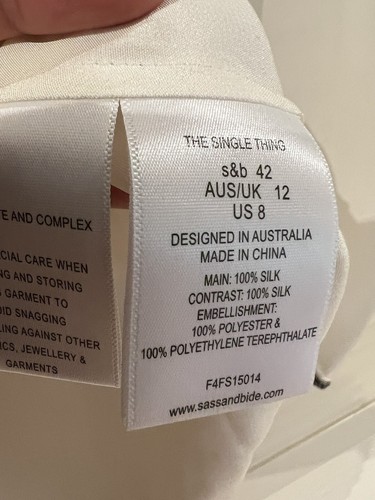 TE AND COMPLEX
CIAL CARE WHEN
NG AND STORING
GARMENT TO
ID SNAGGING
LING AGAINST OTHER
ICS, JEWELLERY &
GARMENTS
THE SINGLE THING
s&b 42
AUS/UK 12
US 8
DESIGNED IN AUSTRALIA
MADE IN CHINA
MAIN: 100% SILK
CONTRAST: 100% SILK
EMBELLISHMENT:
100% POLYESTER &
100% POLYETHYLENE TEREPHTHALATE
F4FS15014
www.sassandbide.com